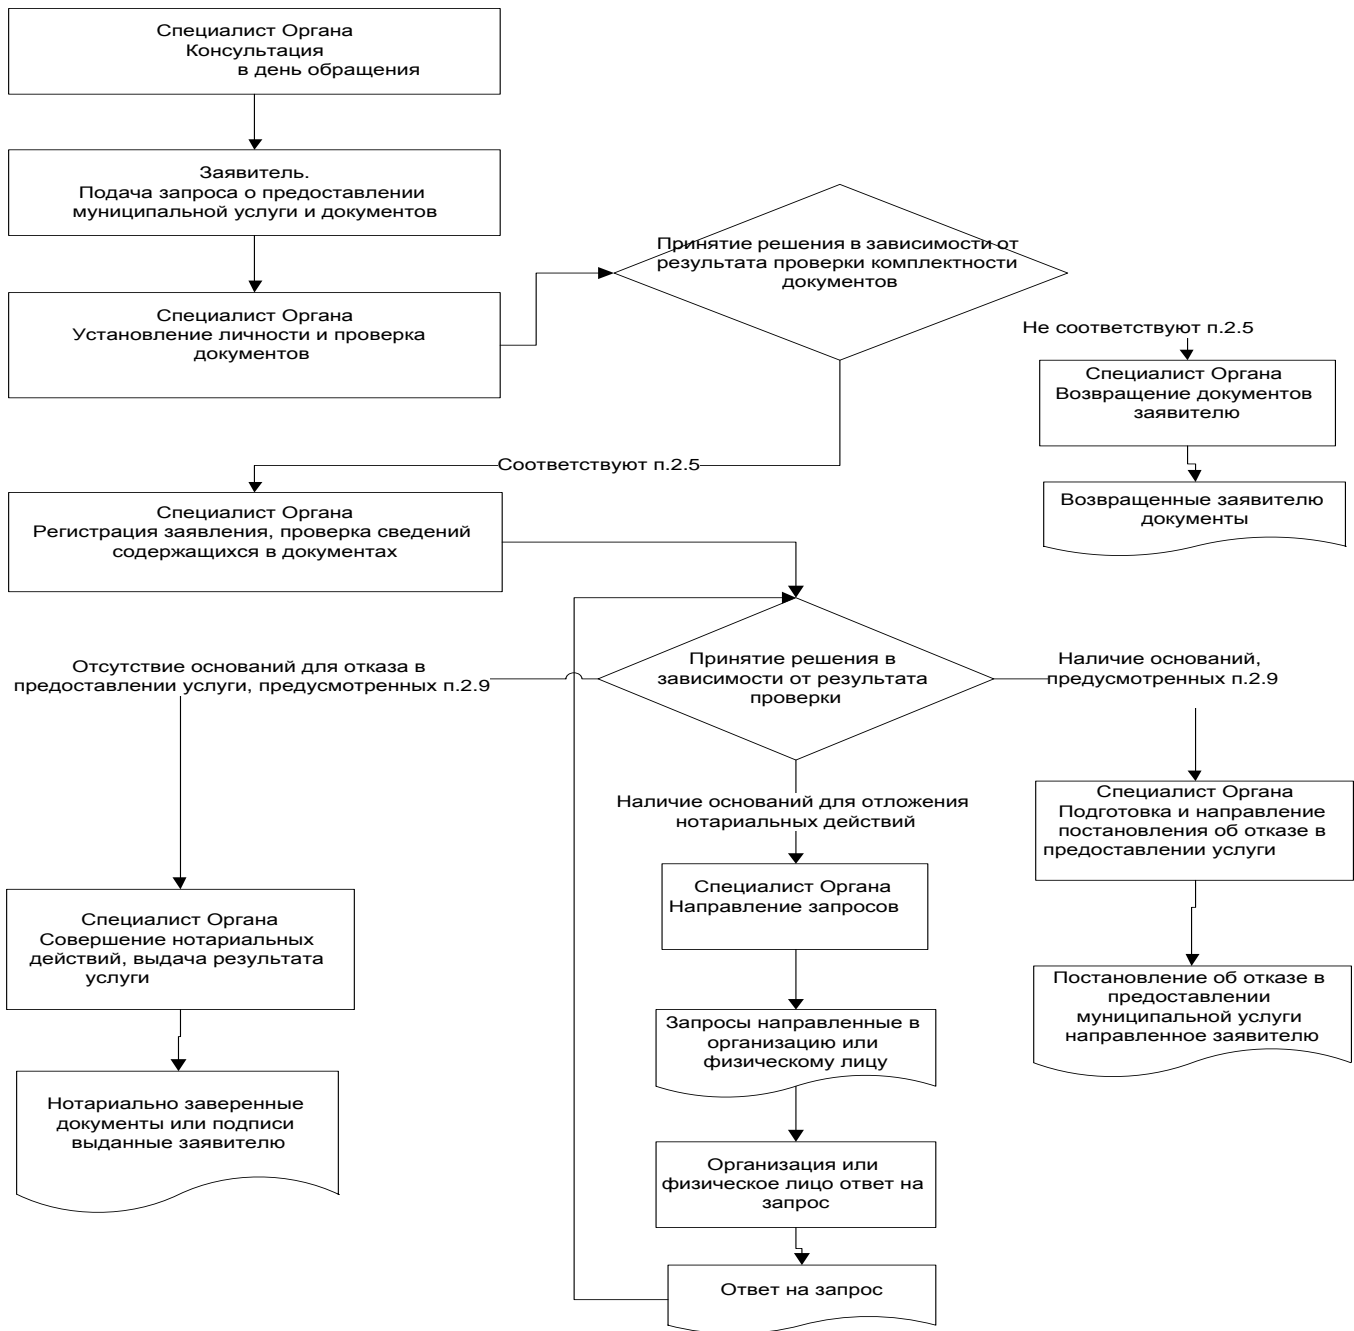 Специалист Органа
Консультация
в день обращения
Заявитель.
Подача запроса о предоставлении
муниципальной услуги и документов
Принятие решения в зависимости от
результата проверки комплектности
документов
Специалист Органа
Установление личности и проверка
документов
Не соответствуют п.2.5
Специалист Органа
Возвращение документов
заявителю
Соответствуют п.2.5
Возвращенные заявителю
документы
Специалист Органа
Регистрация заявления, проверка сведений
содержащихся в документах
Отсутствие оснований для отказа в
предоставлении услуги, предусмотренных п.2.9
Принятие решения в
зависимости от результата
проверки
Наличие оснований,
предусмотренных п.2.9
Наличие оснований для отложения
нотариальных действий
Специалист Органа
Подготовка и направление
постановления об отказе в
предоставлении услуги
Специалист Органа
Направление запросов
Специалист Органа
Совершение нотариальных
действий, выдача результата
услуги
Постановление об отказе в
предоставлении
муниципальной услуги
направленное заявителю
Запросы направленные в
организацию или
физическому лицу
Нотариально заверенные
документы или подписи
выданные заявителю
Организация или
физическое лицо ответ на
запрос
Ответ на запрос